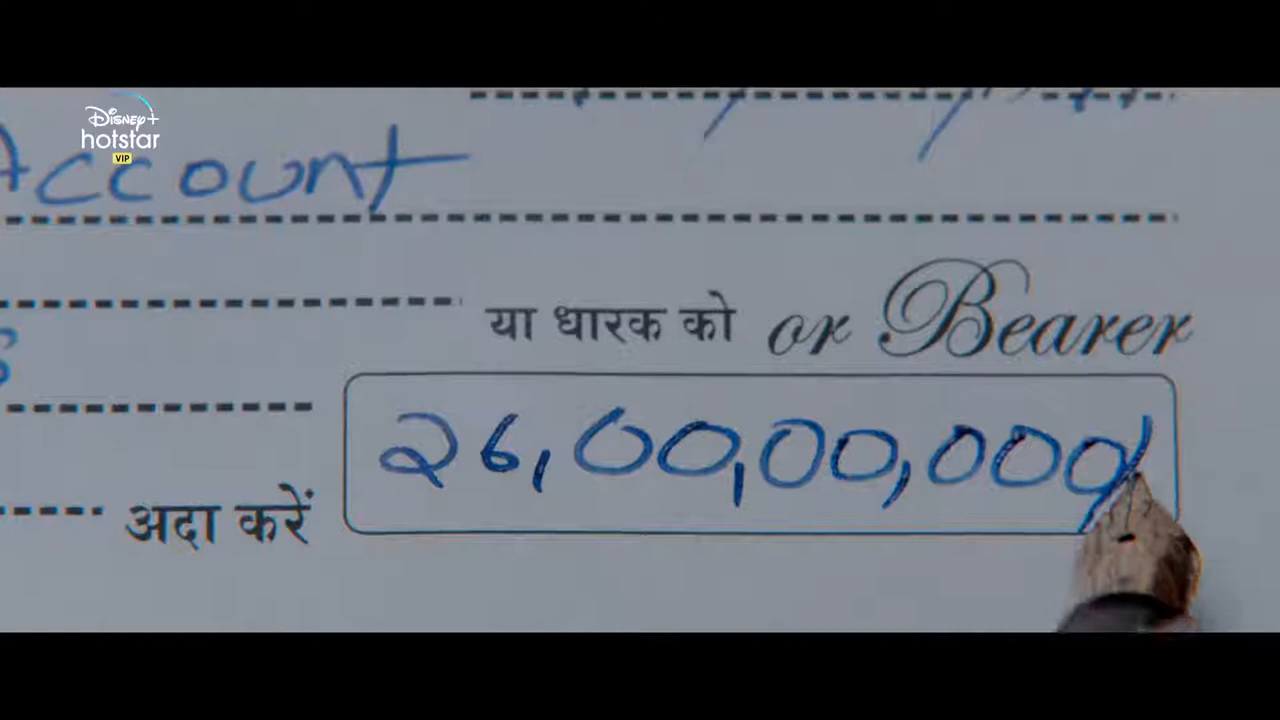 Disney+
hotstar
VIP
Account
या धारक को or Bearer
26,00,00,000/
अदा करें